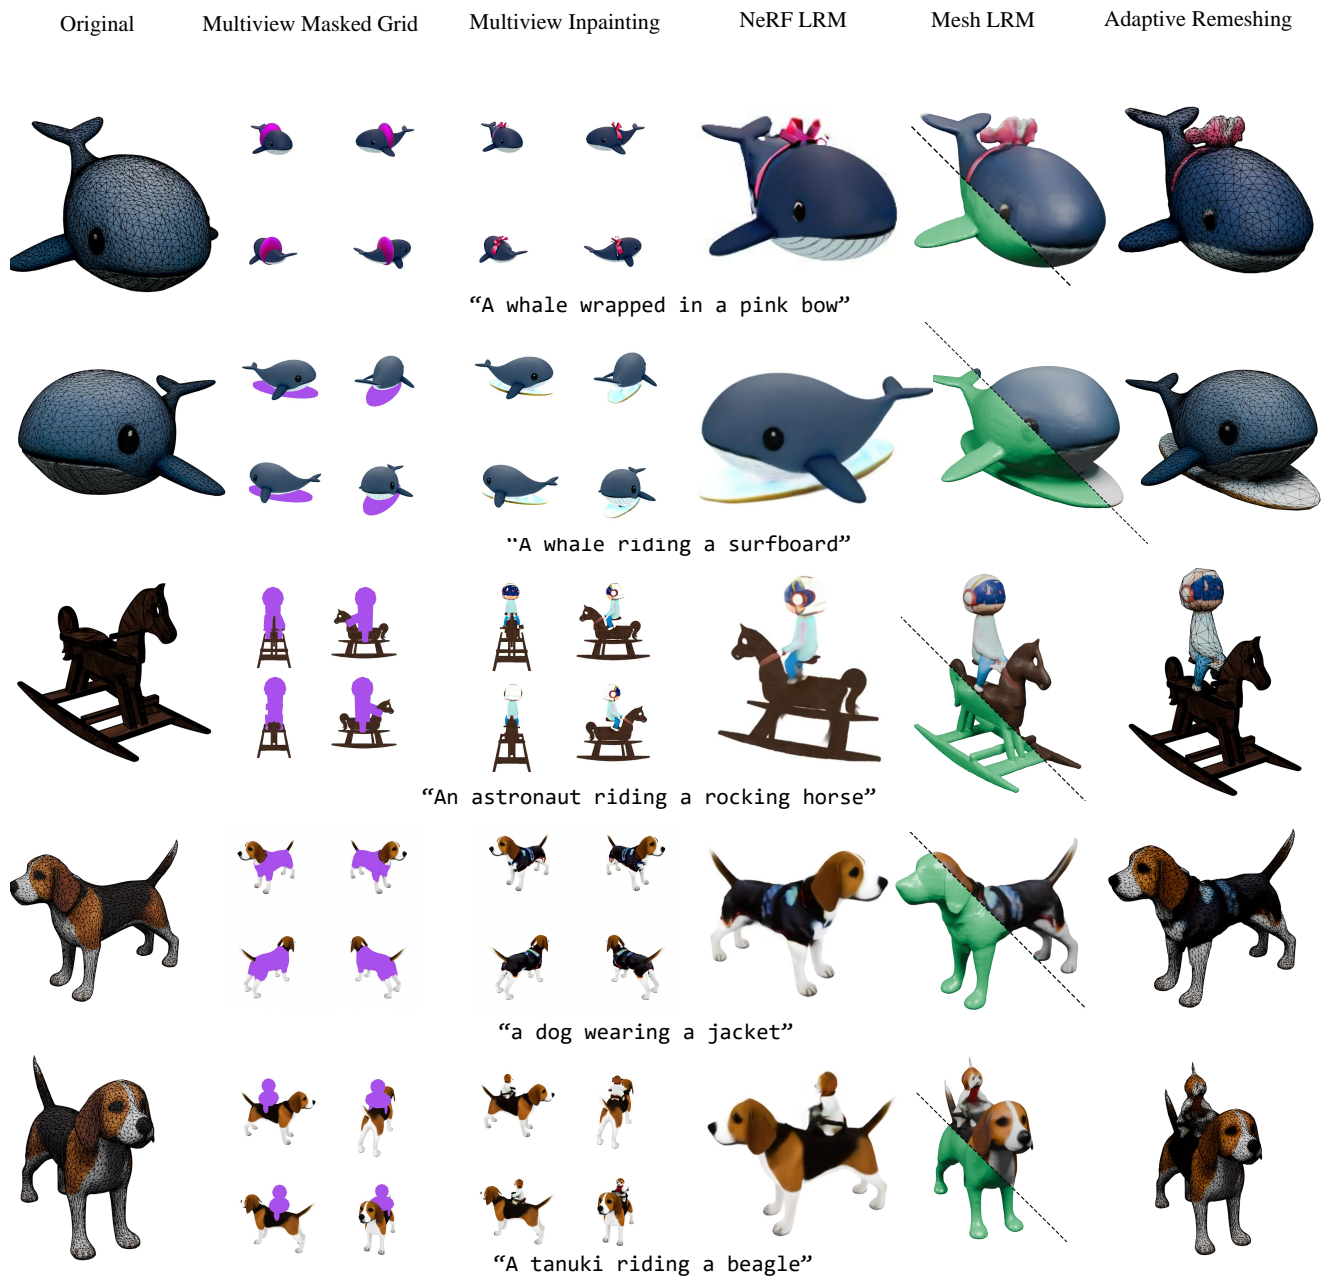 Original
Multiview Masked Grid
Multiview Inpainting
NeRF LRM
Mesh LRM
Adaptive Remeshing
“A whale wrapped in a pink bow”
“A whale riding a surfboard”
“An astronaut riding a rocking horse”
“a dog wearing a jacket”
“A tanuki riding a beagle”